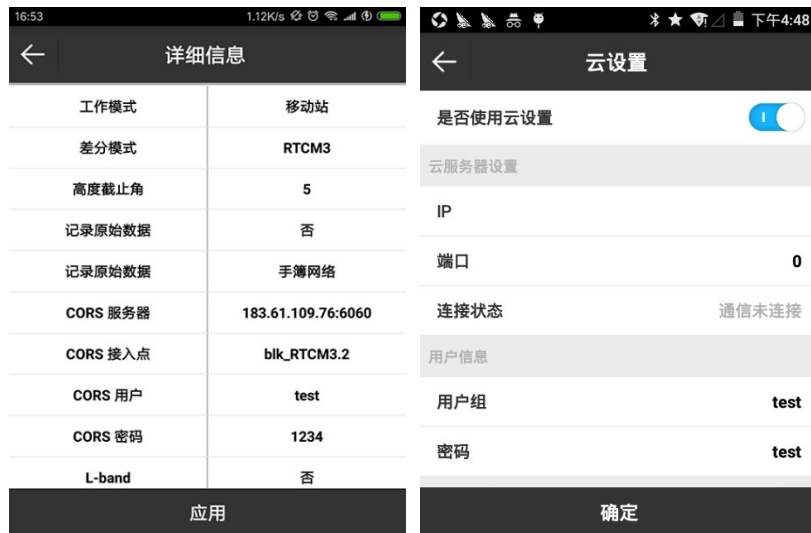 16:53 1.12K/s
详细信息
工作模式 移动站
差分模式 RTCM3
高度截止角 5
记录原始数据 否
记录原始数据 手簿网络
CORS 服务器 183.61.109.76:6060
CORS 接入点 blk_RTCM3.2
CORS 用户 test
CORS 密码 1234
L-band 否
应用
下午4:48
云设置
是否使用云设置
云服务器设置
IP
端口 0
连接状态 通信未连接
用户信息
用户组 test
密码 test
确定